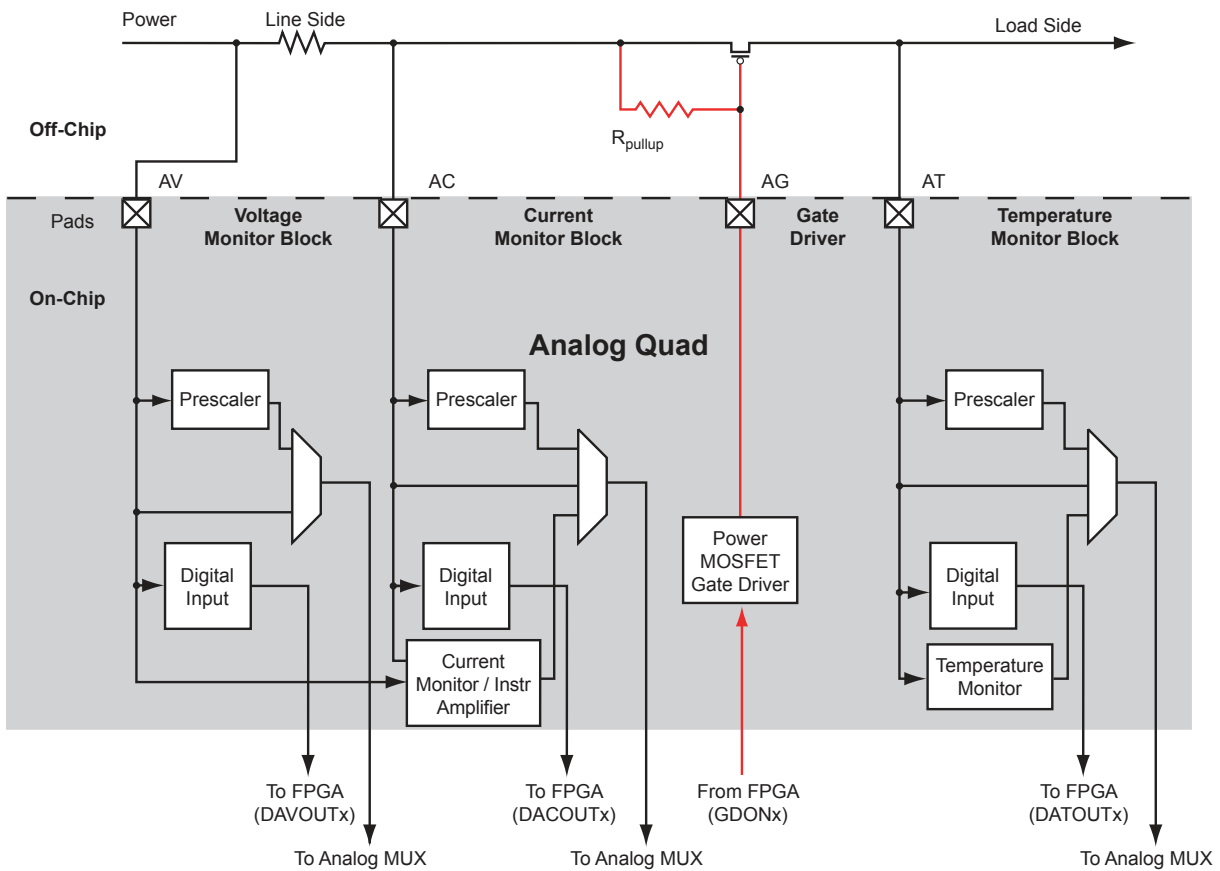 Power
Line Side
Load Side
Off-Chip
Rpullup
AV
AC
AG
AT
Pads
Voltage
Monitor Block
Current
Monitor Block
Gate
Driver
Temperature
Monitor Block
On-Chip
Analog Quad
Prescaler
Prescaler
Prescaler
Digital
Input
Digital
Input
Power
MOSFET
Gate Driver
Digital
Input
Current
Monitor / Instr
Amplifier
Temperature
Monitor
To FPGA
(DAVOUTx)
To FPGA
(DACOUTx)
From FPGA
(GDONx)
To FPGA
(DATOUTx)
To Analog MUX
To Analog MUX
To Analog MUX